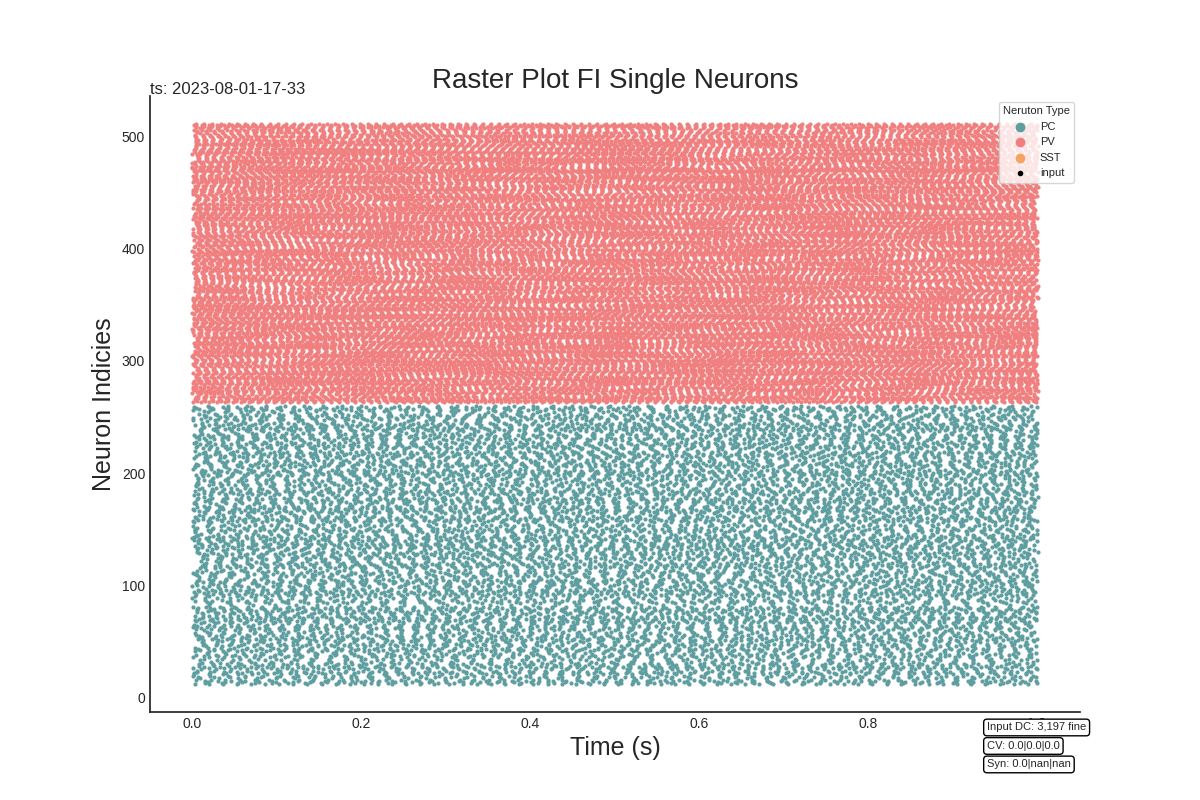 Raster Plot FI Single Neurons
ts: 2023-08-01-17-33
Neruton Type
PC
PV
SST
input
500
400
300
200
100
0
Neuron Indicies
0.0 0.2 0.4 0.6 0.8
Time (s)
Input DC: 3,197 fine
CV: 0.0|0.0|0.0
Syn: 0.0|nan|nan